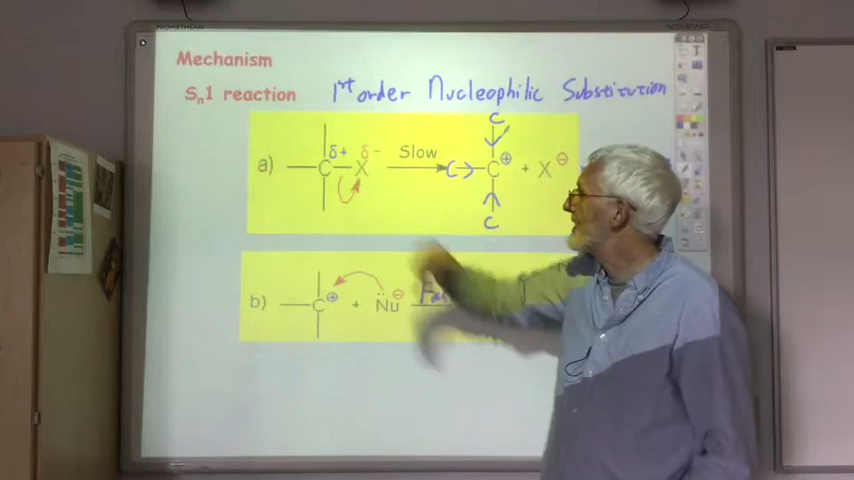 Mechanism
Sn1 reaction 1st order Nucleophilic Substitution
a) C δ+ X δ- Slow C C C C ⊕ + X ⊖
b) C ⊕ + Nu ⊖